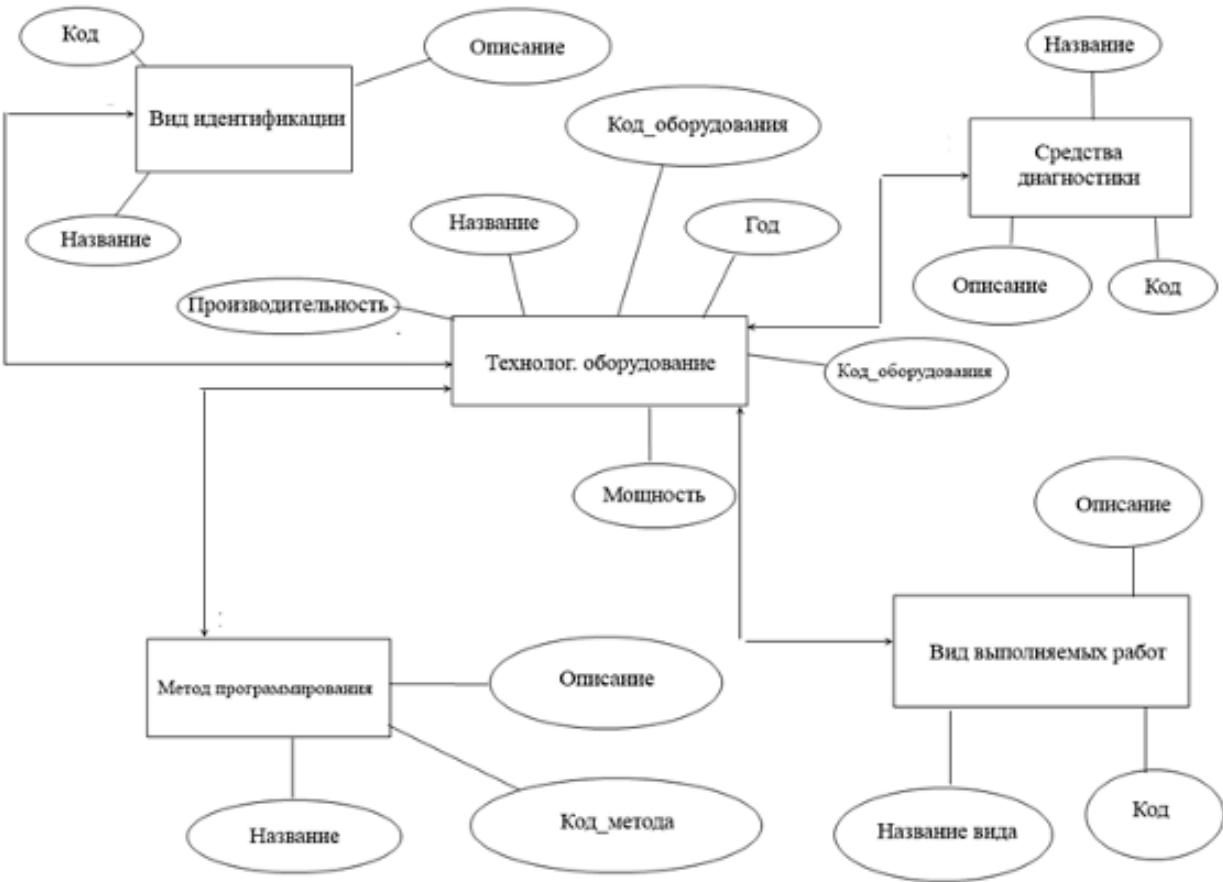 Код
Описание
Название
Вид идентификации
Код_оборудования
Средства
диагностики
Название
Год
Название
Описание
Код
Производительность
Технолог. оборудование
Код_оборудования
Мощность
Описание
Вид выполняемых работ
Описание
Метод программирования
Код_метода
Название
Название вида
Код